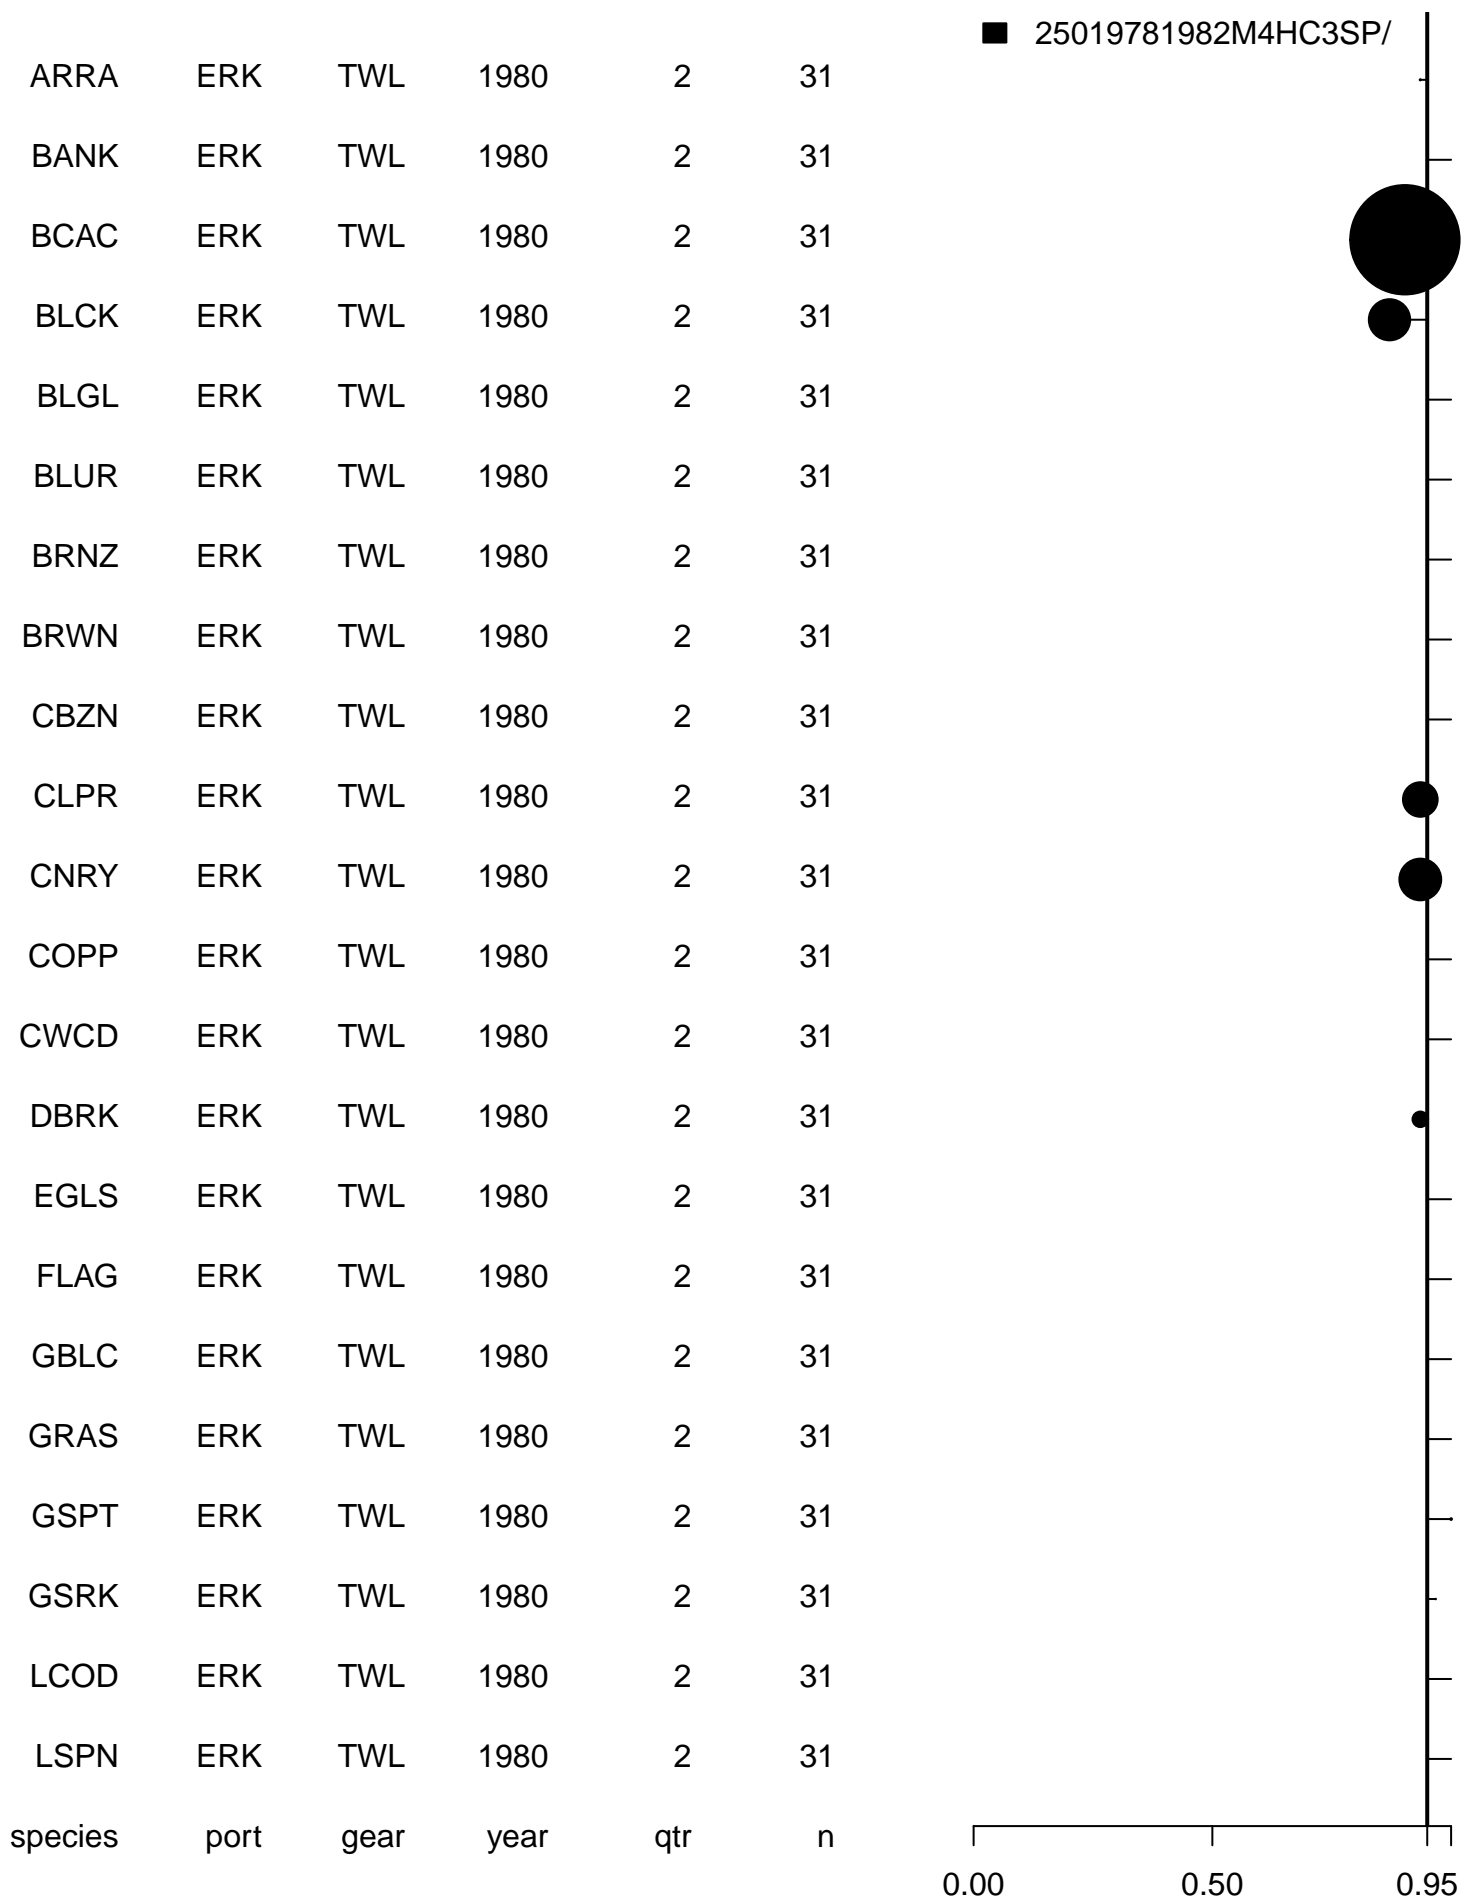 25019781982M4HC3SP/
ARRA ERK TWL 1980 2 31
BANK ERK TWL 1980 2 31
BCAC ERK TWL 1980 2 31
BLCK ERK TWL 1980 2 31
BLGL ERK TWL 1980 2 31
BLUR ERK TWL 1980 2 31
BRNZ ERK TWL 1980 2 31
BRWN ERK TWL 1980 2 31
CBZN ERK TWL 1980 2 31
CLPR ERK TWL 1980 2 31
CNRY ERK TWL 1980 2 31
COPP ERK TWL 1980 2 31
CWCD ERK TWL 1980 2 31
DBRK ERK TWL 1980 2 31
EGLS ERK TWL 1980 2 31
FLAG ERK TWL 1980 2 31
GBLC ERK TWL 1980 2 31
GRAS ERK TWL 1980 2 31
GSPT ERK TWL 1980 2 31
GSRK ERK TWL 1980 2 31
LCOD ERK TWL 1980 2 31
LSPN ERK TWL 1980 2 31
species port gear year qtr n
0.00 0.50 0.95